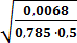 √(0,0068 / (0,785 · 0,5))